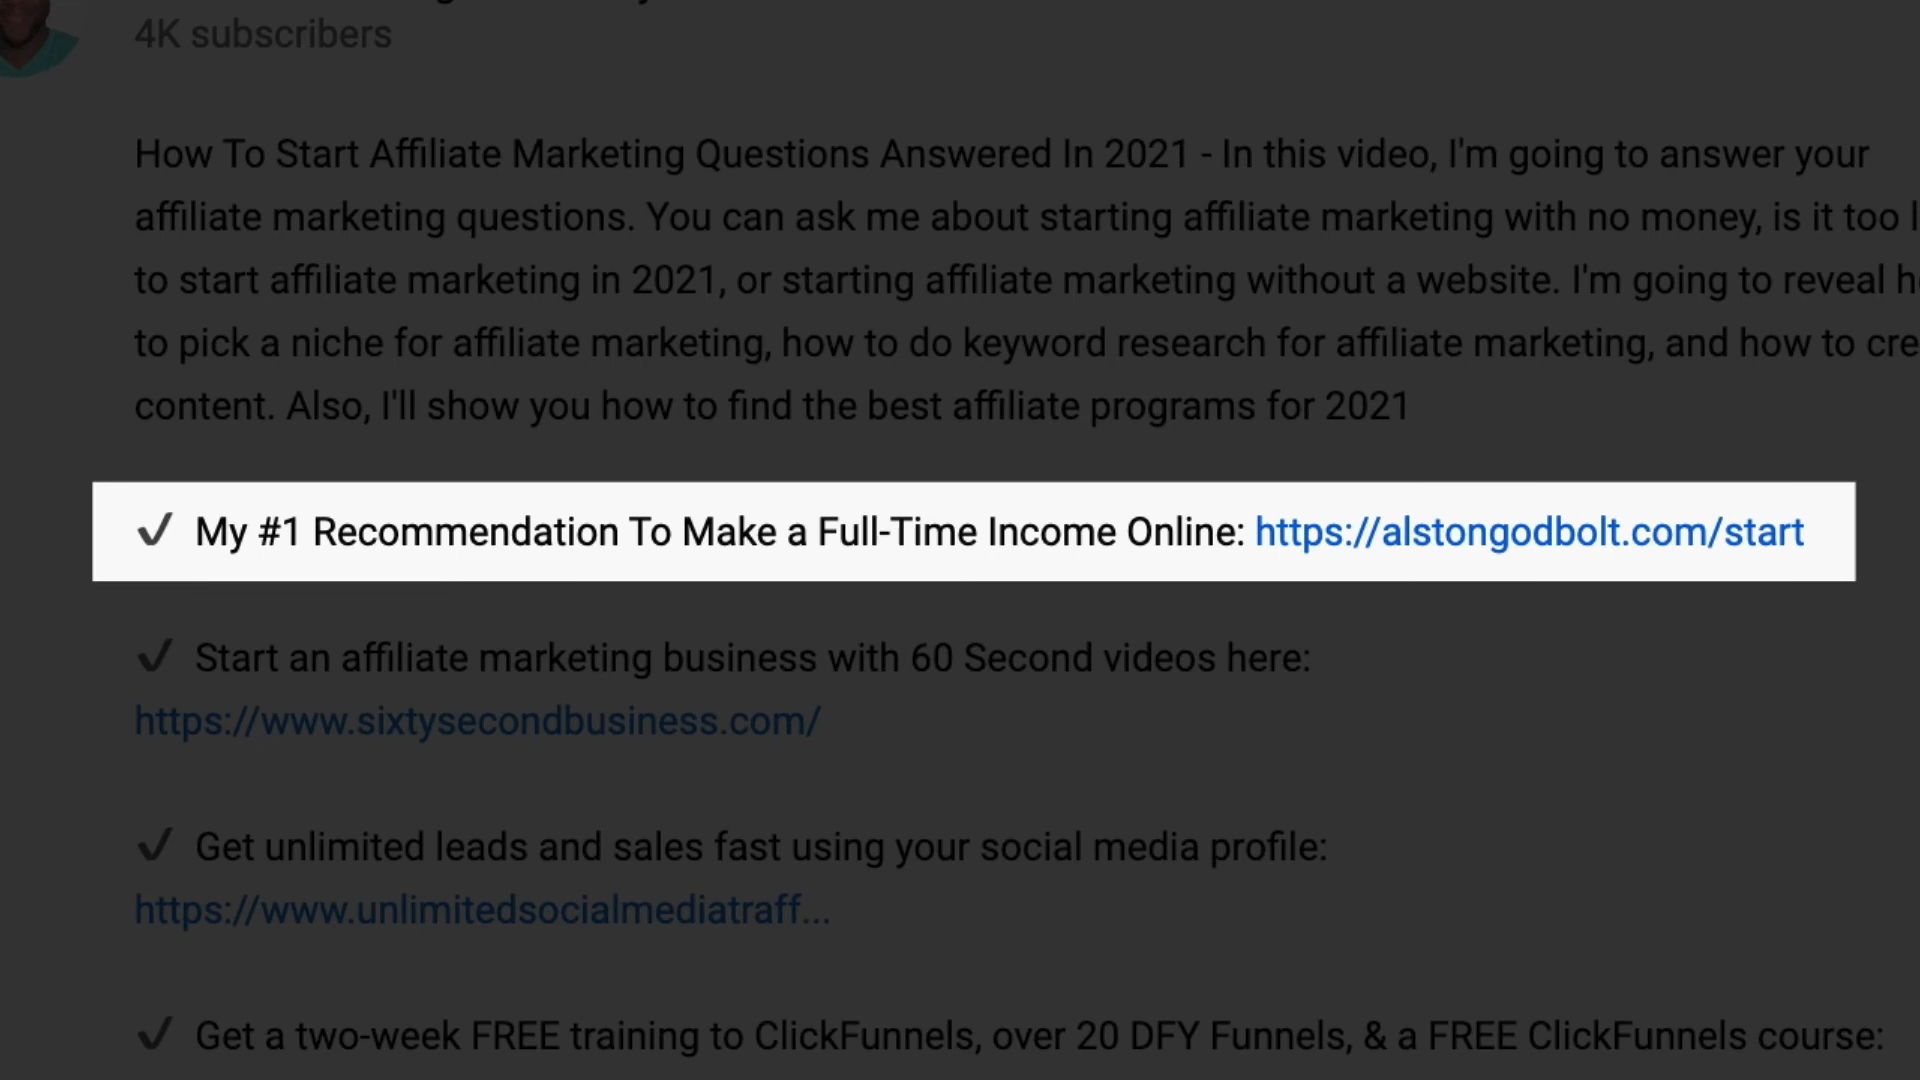 4K subscribers
How To Start Affiliate Marketing Questions Answered In 2021 - In this video, I'm going to answer your
affiliate marketing questions. You can ask me about starting affiliate marketing with no money, is it too
to start affiliate marketing in 2021, or starting affiliate marketing without a website. I'm going to reveal
to pick a niche for affiliate marketing, how to do keyword research for affiliate marketing, and how to
content. Also, I'll show you how to find the best affiliate programs for 2021
✔ My #1 Recommendation To Make a Full-Time Income Online: https://alstongodbolt.com/start
✔ Start an affiliate marketing business with 60 Second videos here:
https://www.sixtysecondbusiness.com/
✔ Get unlimited leads and sales fast using your social media profile:
https://www.unlimitedsocialmediatraff...
✔ Get a two-week FREE training to ClickFunnels, over 20 DFY Funnels, & a FREE ClickFunnels course: